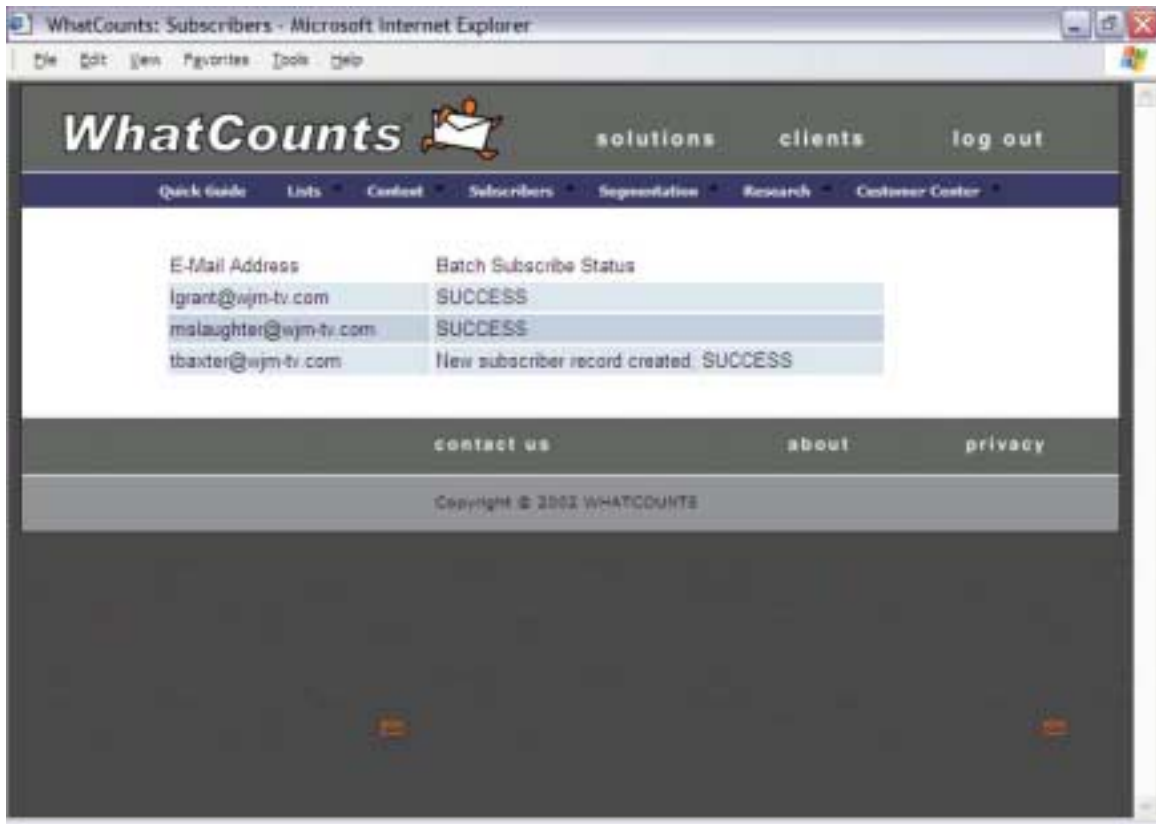 WhatCounts: Subscribers - Microsoft Internet Explorer
File Edit View Favorites Tools Help
WhatCounts solutions clients log out
Quick Guide Lists Content Subscribers Segmentation Research Customer Center
E-Mail Address Batch Subscribe Status
lgrant@wjm-tv.com SUCCESS
mslaughter@wjm-tv.com SUCCESS
tbaxter@wjm-tv.com New subscriber record created. SUCCESS
contact us about privacy
Copyright © 2002 WHATCOUNTS